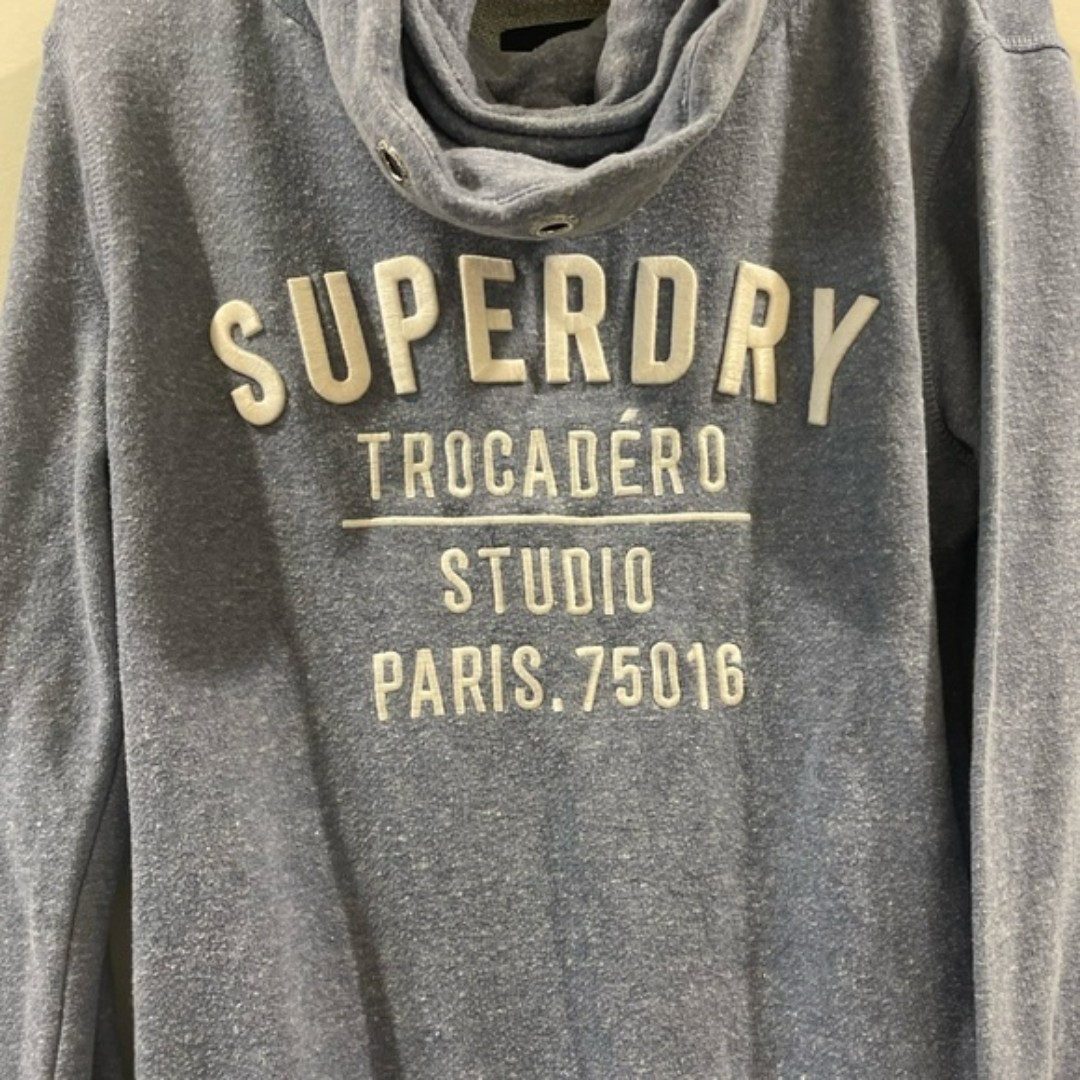 SUPERDRY
TROCADÉRO
STUDIO
PARIS. 75016